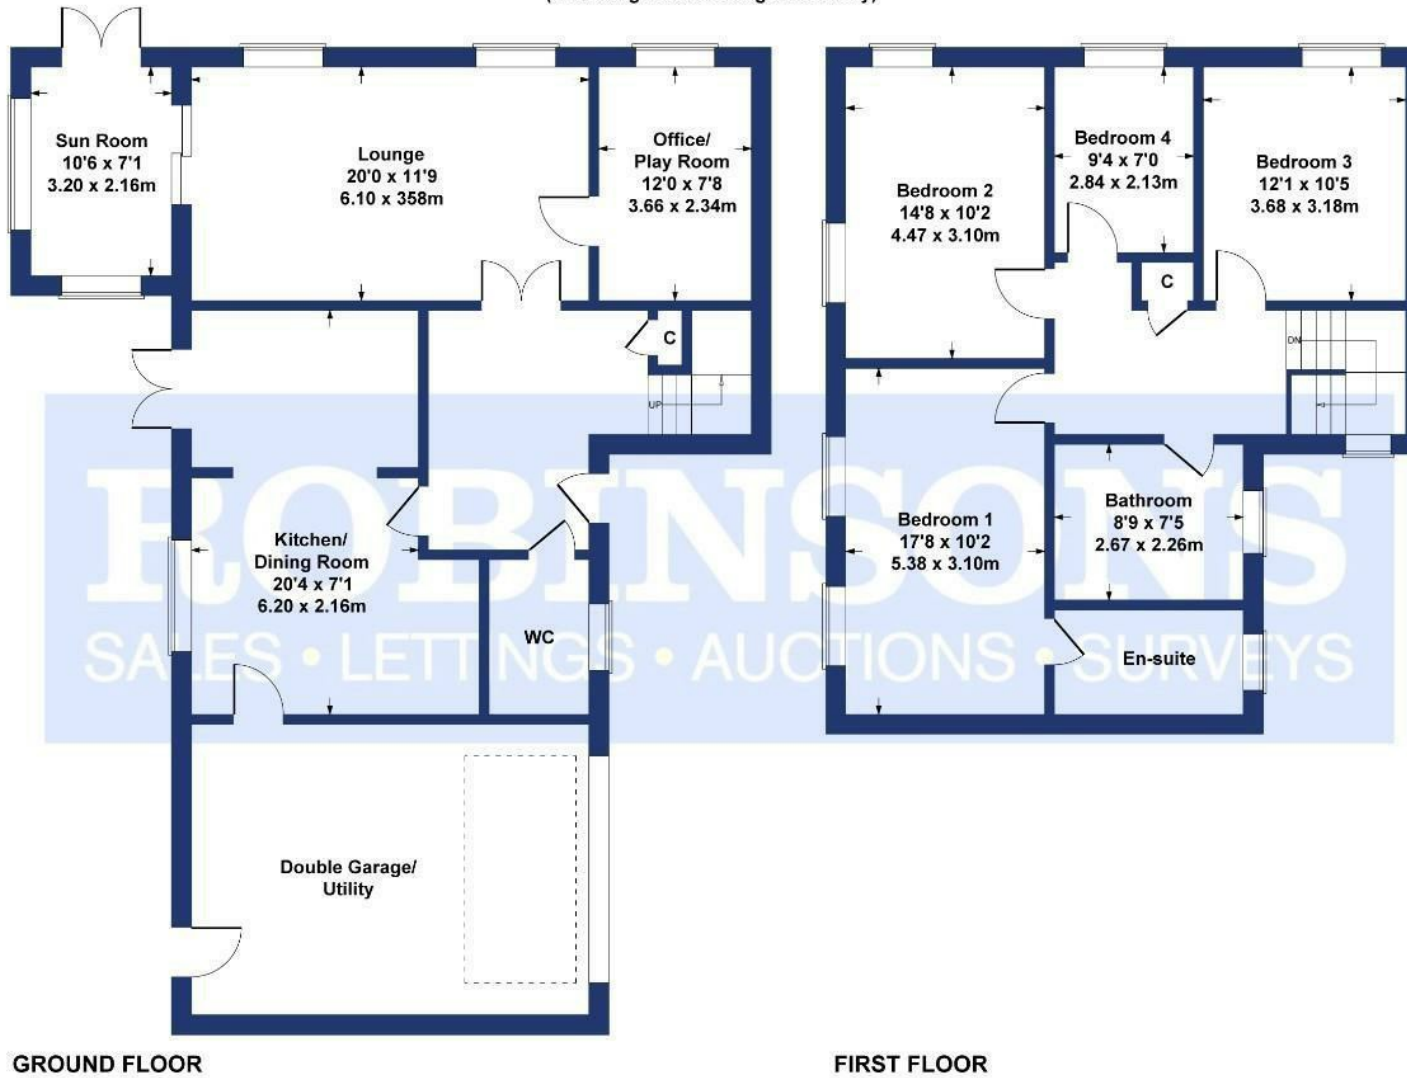 Sun Room
10'6 x 7'1
3.20 x 2.16m
Lounge
20'0 x 11'9
6.10 x 358m
Office/
Play Room
12'0 x 7'8
3.66 x 2.34m
C
UP
Kitchen/
Dining Room
20'4 x 7'1
6.20 x 2.16m
WC
Double Garage/
Utility
GROUND FLOOR
Bedroom 2
14'8 x 10'2
4.47 x 3.10m
Bedroom 4
9'4 x 7'0
2.84 x 2.13m
Bedroom 3
12'1 x 10'5
3.68 x 3.18m
C
DN
Bedroom 1
17'8 x 10'2
5.38 x 3.10m
Bathroom
8'9 x 7'5
2.67 x 2.26m
En-suite
FIRST FLOOR
ROBINSONS
SALES • LETTINGS • AUCTIONS • SURVEYS